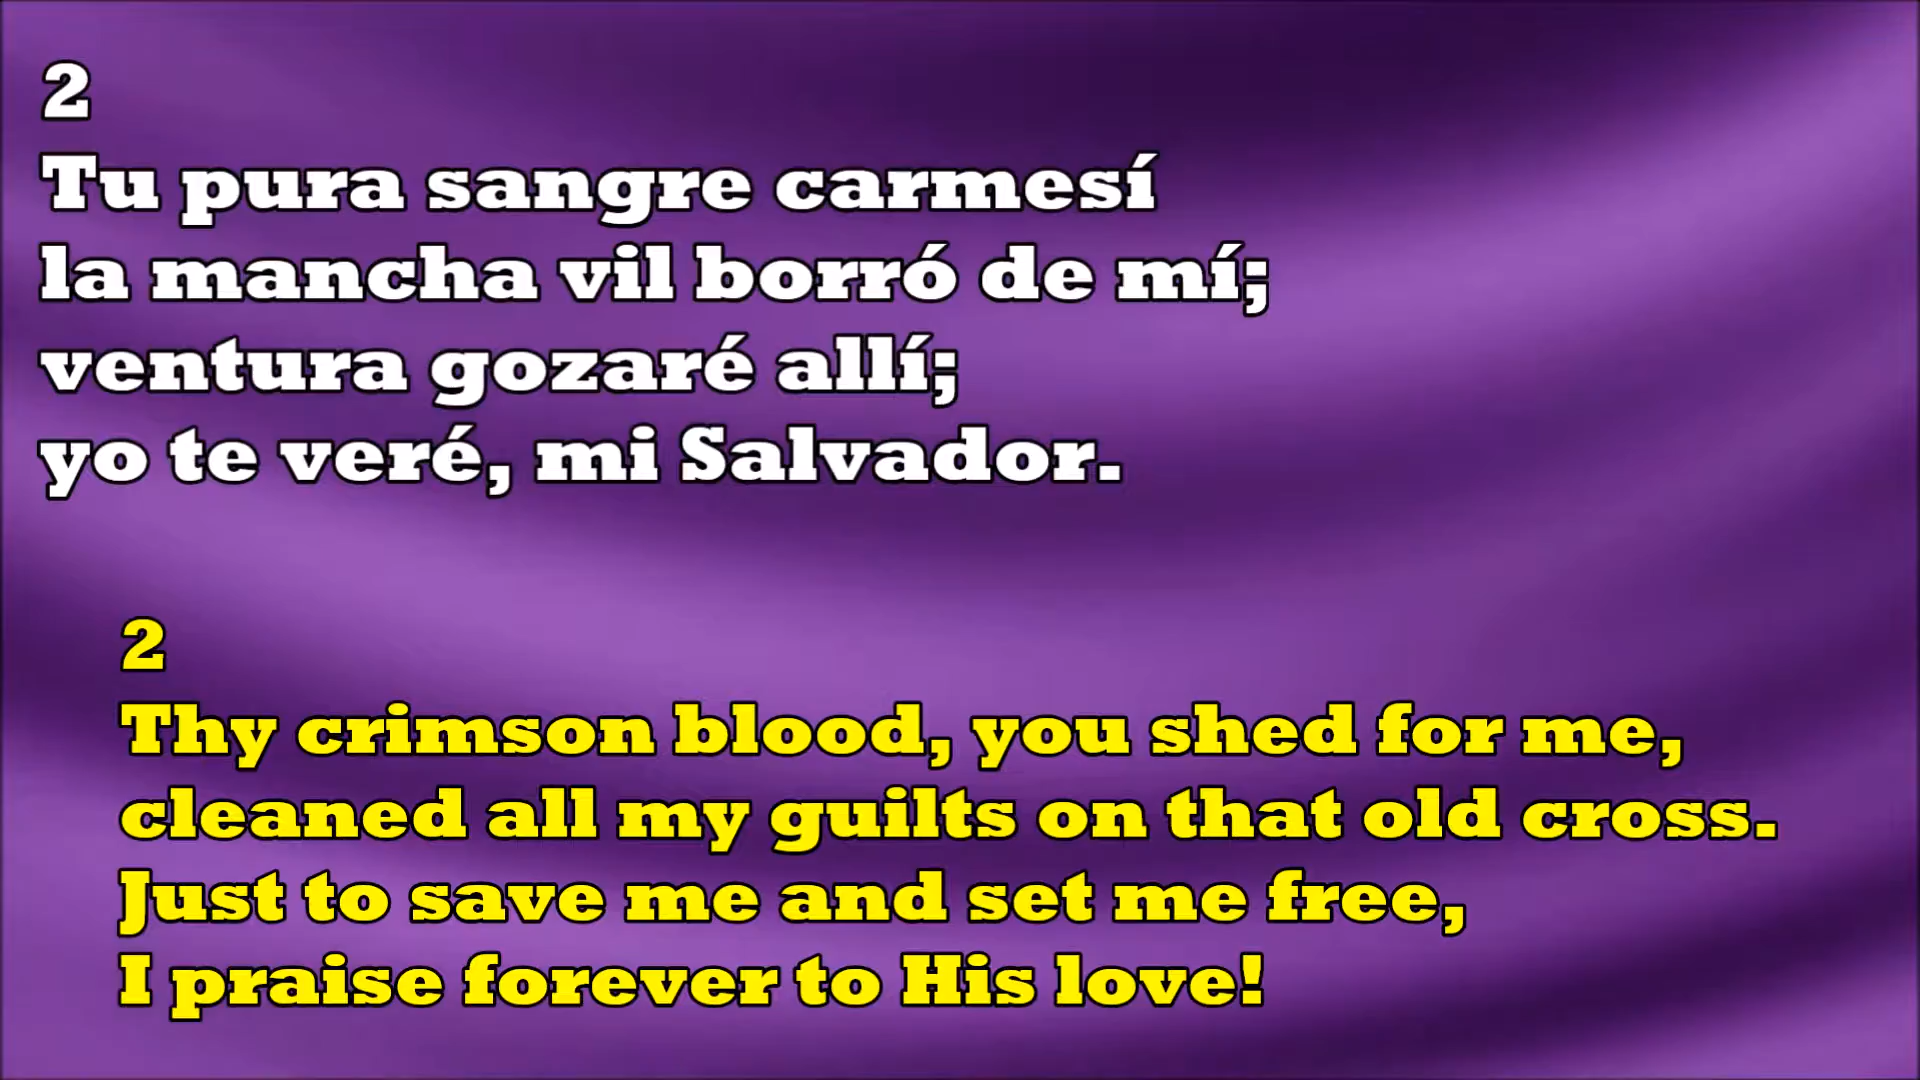 2
Tu pura sangre carmesí
la mancha vil borró de mí;
ventura gozaré allí;
yo te veré, mi Salvador.
2
Thy crimson blood, you shed for me,
cleaned all my guilts on that old cross.
Just to save me and set me free,
I praise forever to His love!